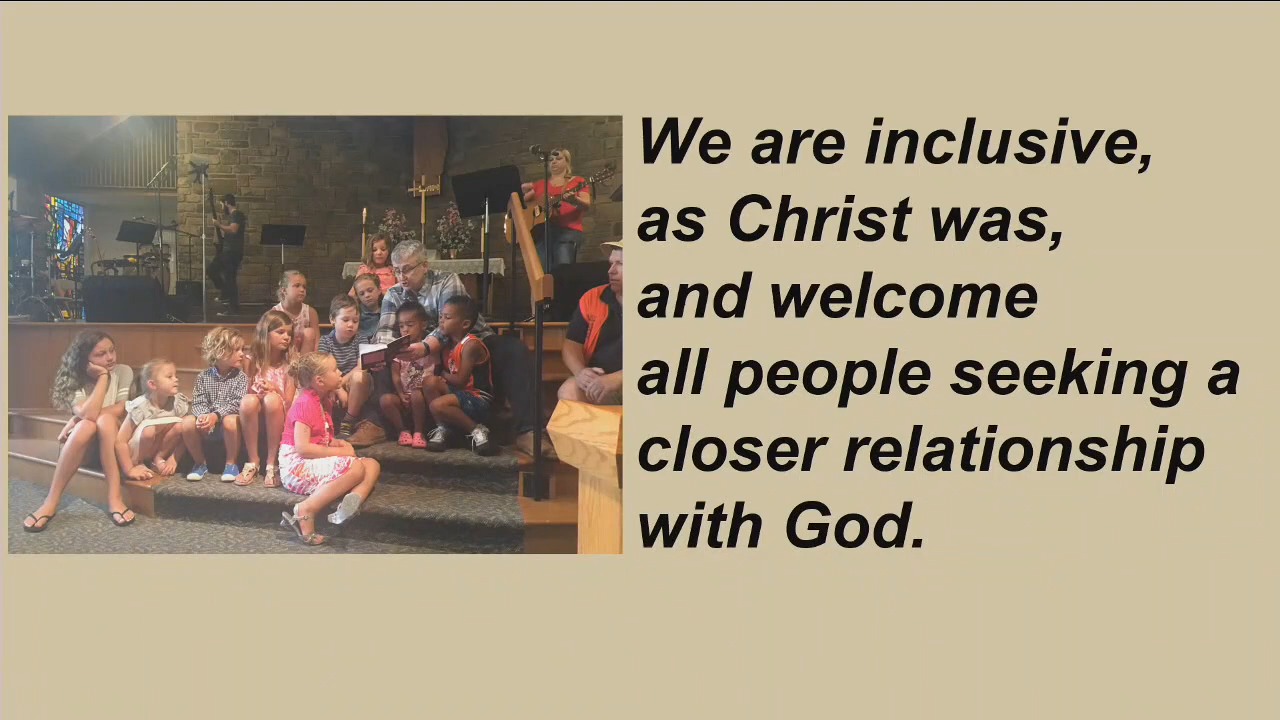 We are inclusive,
as Christ was,
and welcome
all people seeking a
closer relationship
with God.